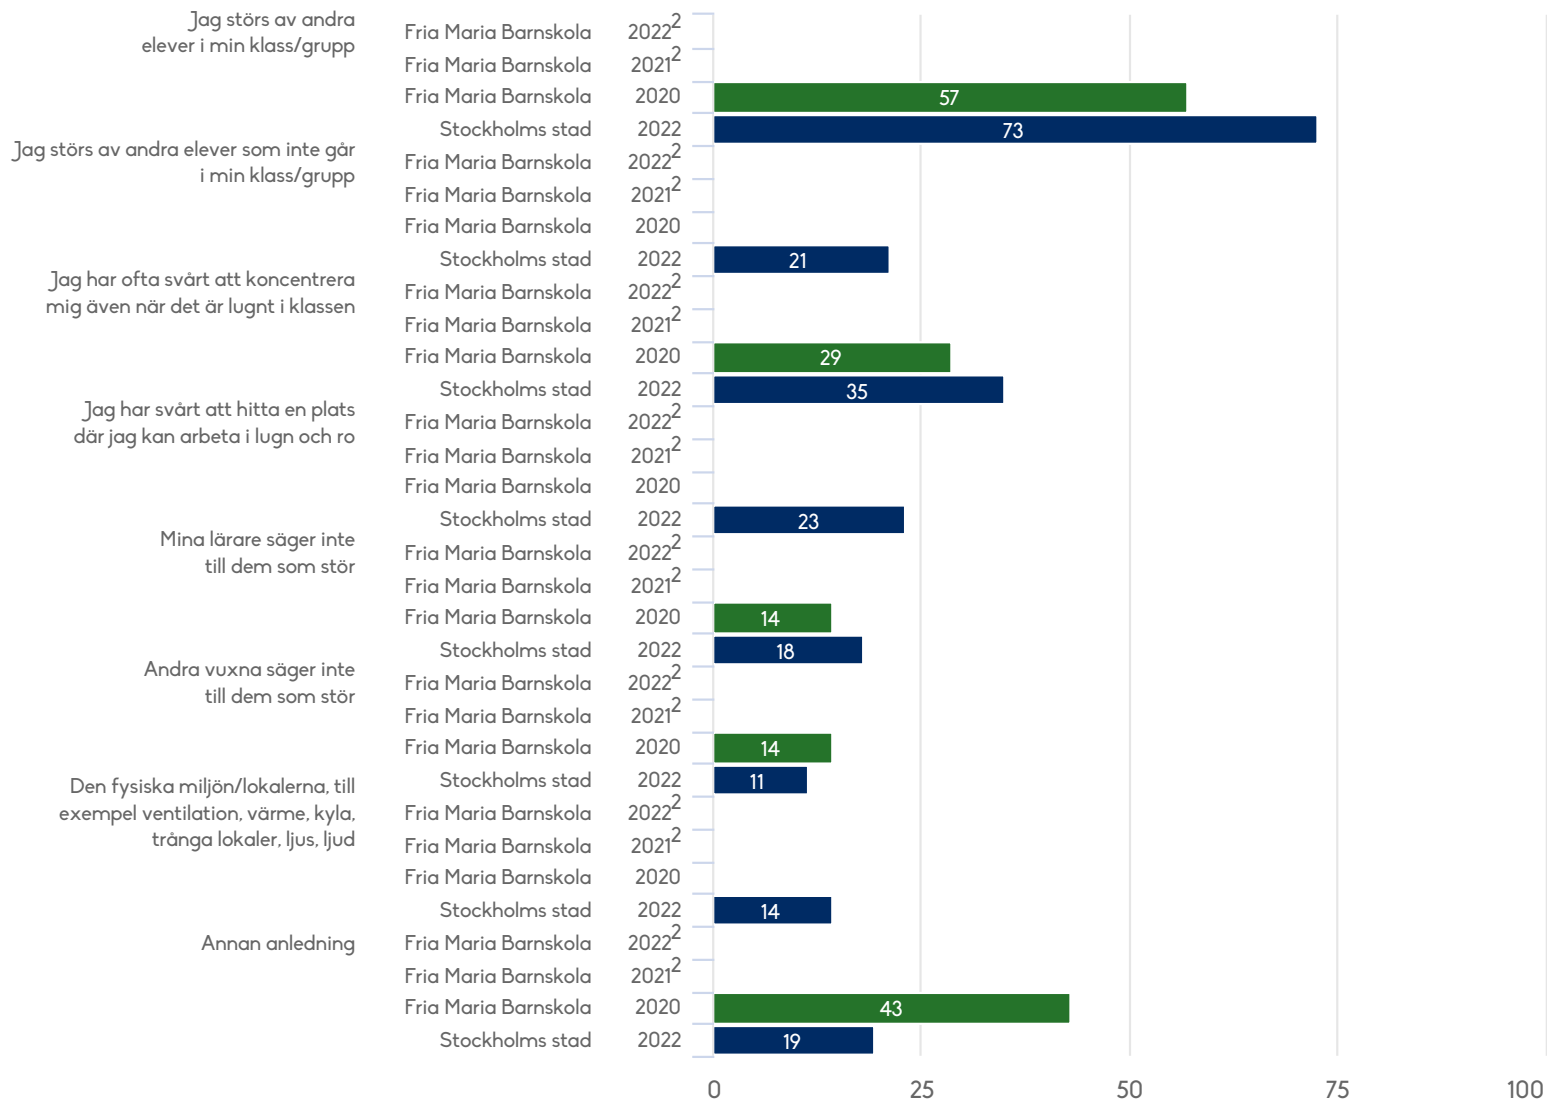 Jag störs av andra
elever i min klass/grupp
Fria Maria Barnskola 2022²
Fria Maria Barnskola 2021²
Fria Maria Barnskola 2020 57
Stockholms stad 2022 73
Jag störs av andra elever som inte går
i min klass/grupp
Fria Maria Barnskola 2022²
Fria Maria Barnskola 2021²
Fria Maria Barnskola 2020
Stockholms stad 2022 21
Jag har ofta svårt att koncentrera
mig även när det är lugnt i klassen
Fria Maria Barnskola 2022²
Fria Maria Barnskola 2021²
Fria Maria Barnskola 2020 29
Stockholms stad 2022 35
Jag har svårt att hitta en plats
där jag kan arbeta i lugn och ro
Fria Maria Barnskola 2022²
Fria Maria Barnskola 2021²
Fria Maria Barnskola 2020
Stockholms stad 2022 23
Mina lärare säger inte
till dem som stör
Fria Maria Barnskola 2022²
Fria Maria Barnskola 2021²
Fria Maria Barnskola 2020 14
Stockholms stad 2022 18
Andra vuxna säger inte
till dem som stör
Fria Maria Barnskola 2022²
Fria Maria Barnskola 2021²
Fria Maria Barnskola 2020 14
Stockholms stad 2022 11
Den fysiska miljön/lokalerna, till
exempel ventilation, värme, kyla,
trånga lokaler, ljus, ljud
Fria Maria Barnskola 2022²
Fria Maria Barnskola 2021²
Fria Maria Barnskola 2020
Stockholms stad 2022 14
Annan anledning
Fria Maria Barnskola 2022²
Fria Maria Barnskola 2021²
Fria Maria Barnskola 2020 43
Stockholms stad 2022 19
0 25 50 75 100